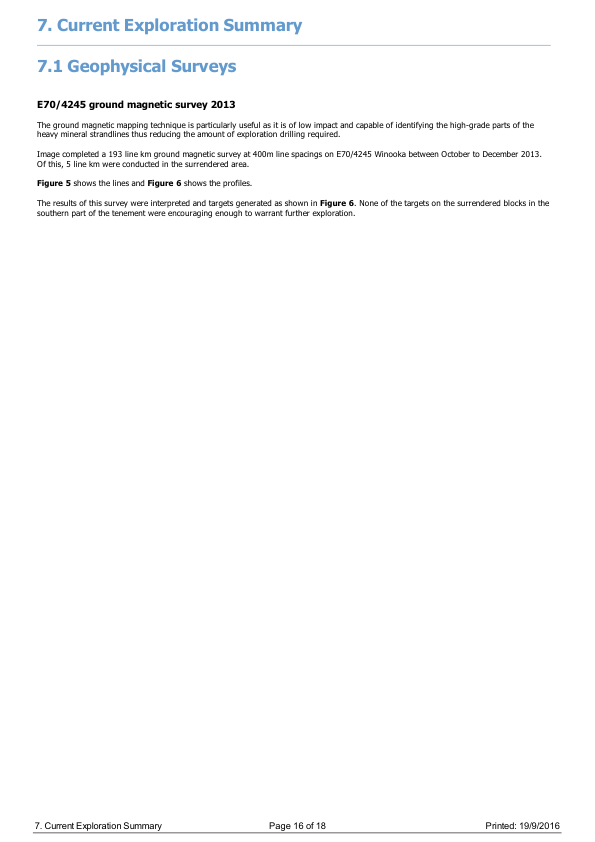 7. Current Exploration Summary
7.1 Geophysical Surveys
E70/4245 ground magnetic survey 2013
The ground magnetic mapping technique is particularly useful as it is of low impact and capable of identifying the high-grade parts of the
heavy mineral strandlines thus reducing the amount of exploration drilling required.
Image completed a 193 line km ground magnetic survey at 400m line spacings on E70/4245 Winooka between October to December 2013.
Of this, 5 line km were conducted in the surrendered area.
Figure 5 shows the lines and Figure 6 shows the profiles.
The results of this survey were interpreted and targets generated as shown in Figure 6. None of the targets on the surrendered blocks in the
southern part of the tenement were encouraging enough to warrant further exploration.
7. Current Exploration Summary Page 16 of 18 Printed: 19/9/2016